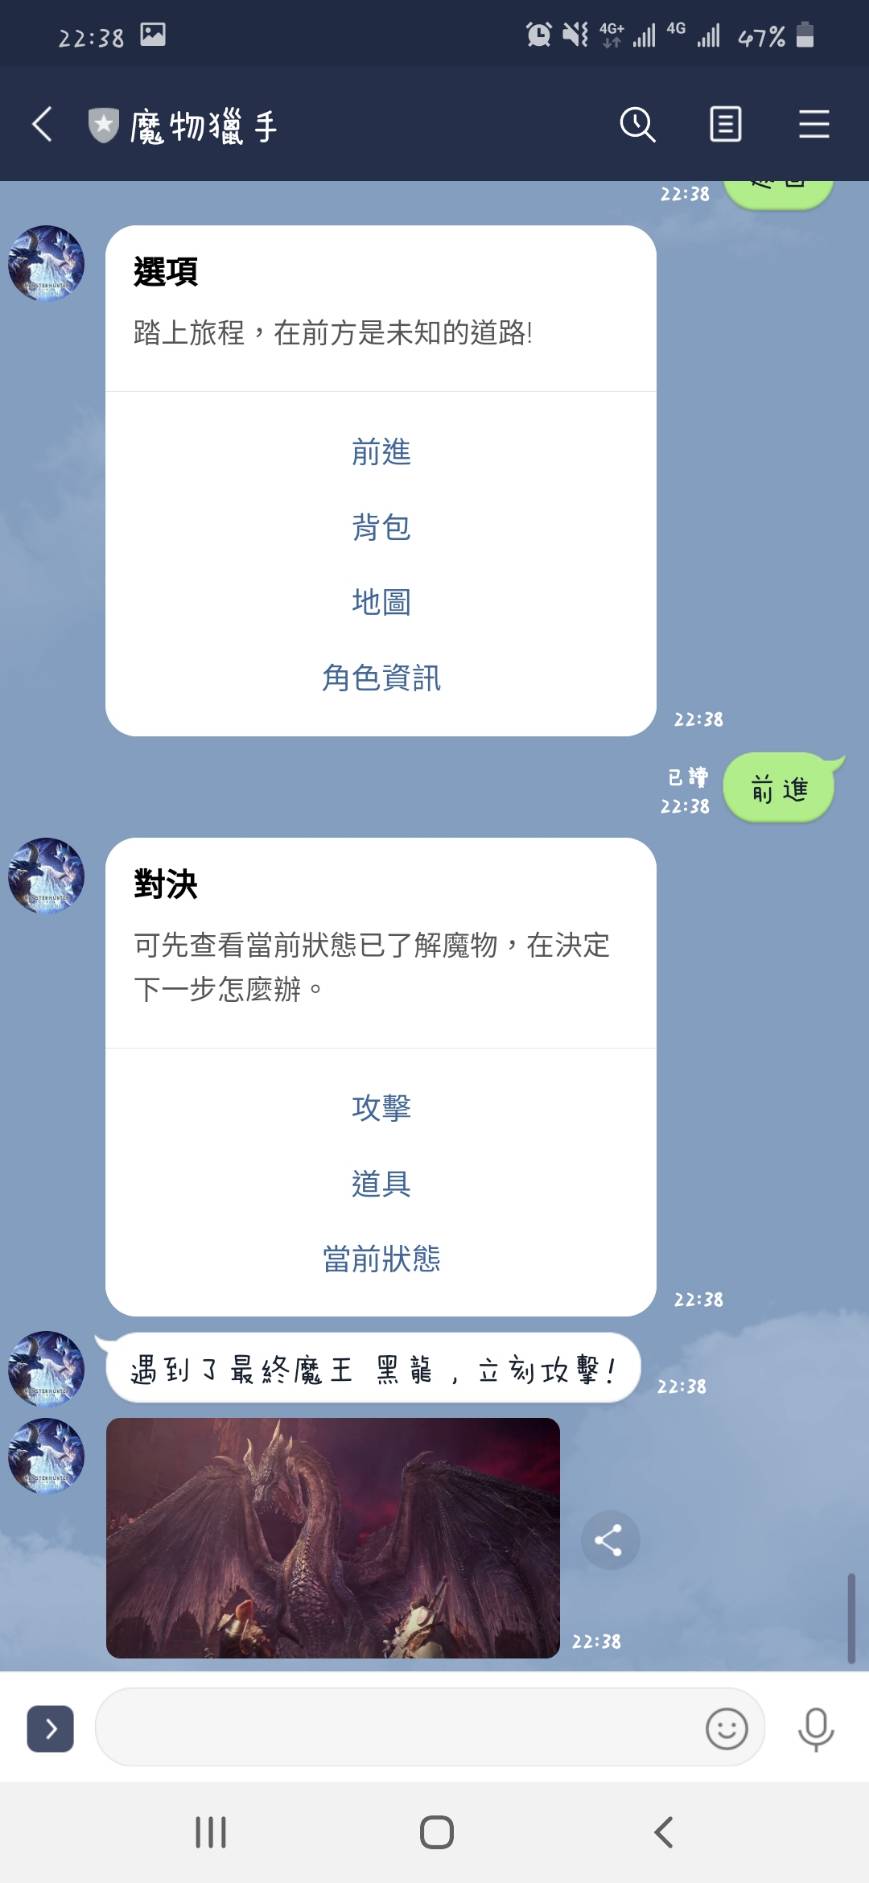 22:38
4G+
4G
47%
魔物獵手
22:38
選項
踏上旅程，在前方是未知的道路!
前進
背包
地圖
角色資訊
22:38
已讀
22:38
前進
對決
可先查看當前狀態已了解魔物，在決定
下一步怎麼辦。
攻擊
道具
當前狀態
22:38
遇到了最終魔王 黑龍，立刻攻擊!
22:38
22:38